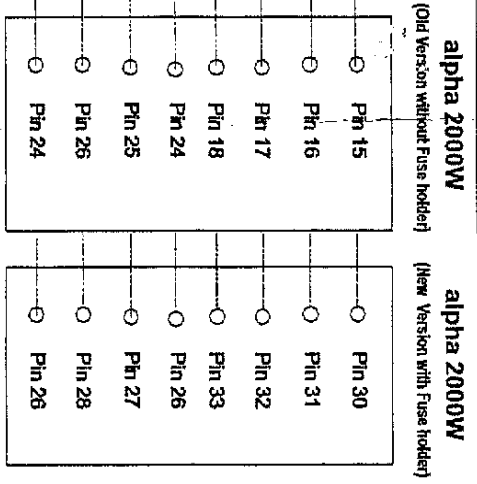 alpha 2000W
(Old Version without Fuse holder)
Pin 15
Pin 16
Pin 17
Pin 18
Pin 24
Pin 25
Pin 26
Pin 24
alpha 2000W
(New Version with Fuse holder)
Pin 30
Pin 31
Pin 32
Pin 33
Pin 26
Pin 27
Pin 28
Pin 26